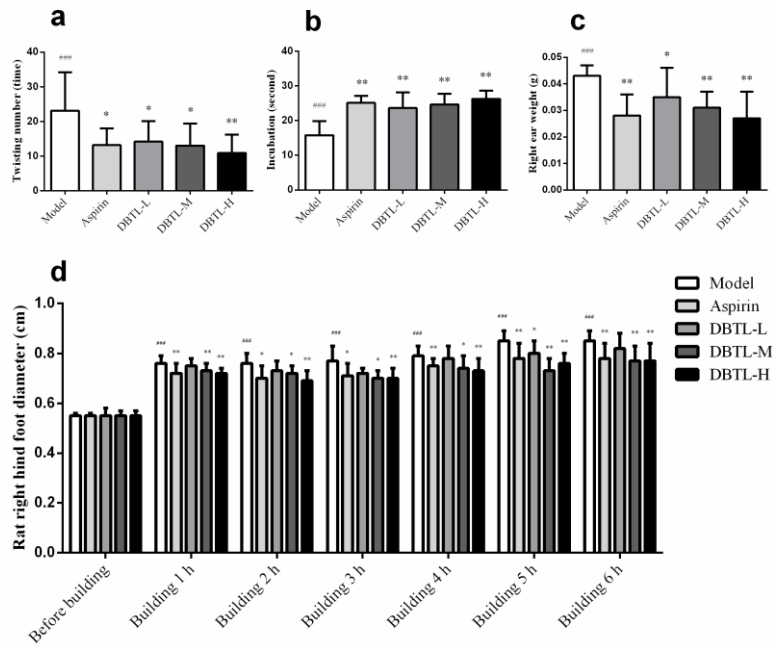 a
Twisting number (time)
40
30
20
10
0
###
*
*
*
**
Model
Aspirin
DBTL-L
DBTL-M
DBTL-H
b
Incubation (second)
40
30
20
10
0
###
**
**
**
**
Model
Aspirin
DBTL-L
DBTL-M
DBTL-H
c
Right ear weight (g)
0.05
0.04
0.03
0.02
0.01
0.00
###
**
*
**
**
Model
Aspirin
DBTL-L
DBTL-M
DBTL-H
d
Rat right hind foot diameter (cm)
1.0
0.8
0.6
0.4
0.2
0.0
### ** ** **
### * * **
### * * **
### ** * **
### ** * ** **
### ** ** **
Before building
Building 1 h
Building 2 h
Building 3 h
Building 4 h
Building 5 h
Building 6 h
Model
Aspirin
DBTL-L
DBTL-M
DBTL-H